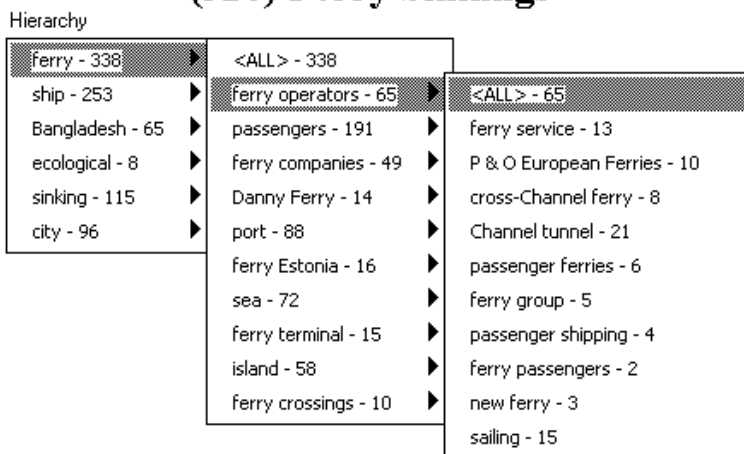 Hierarchy
ferry - 338
ship - 253
Bangladesh - 65
ecological - 8
sinking - 115
city - 96
<ALL> - 338
ferry operators - 65
passengers - 191
ferry companies - 49
Danny Ferry - 14
port - 88
ferry Estonia - 16
sea - 72
ferry terminal - 15
island - 58
ferry crossings - 10
<ALL> - 65
ferry service - 13
P & O European Ferries - 10
cross-Channel ferry - 8
Channel tunnel - 21
passenger ferries - 6
ferry group - 5
passenger shipping - 4
ferry passengers - 2
new ferry - 3
sailing - 15